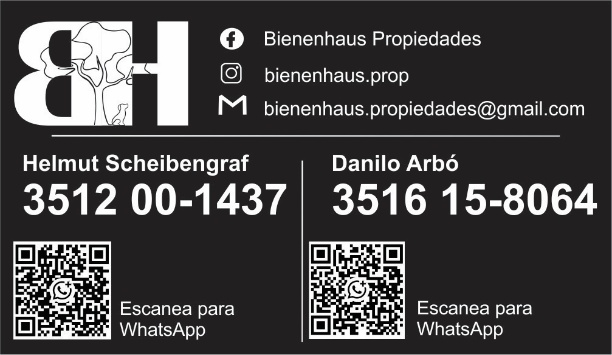 BH
Bienenhaus Propiedades
bienenhaus.prop
bienenhaus.propiedades@gmail.com
Helmut Scheibengraf
3512 00-1437
Escanea para
WhatsApp
Danilo Arbó
3516 15-8064
Escanea para
WhatsApp